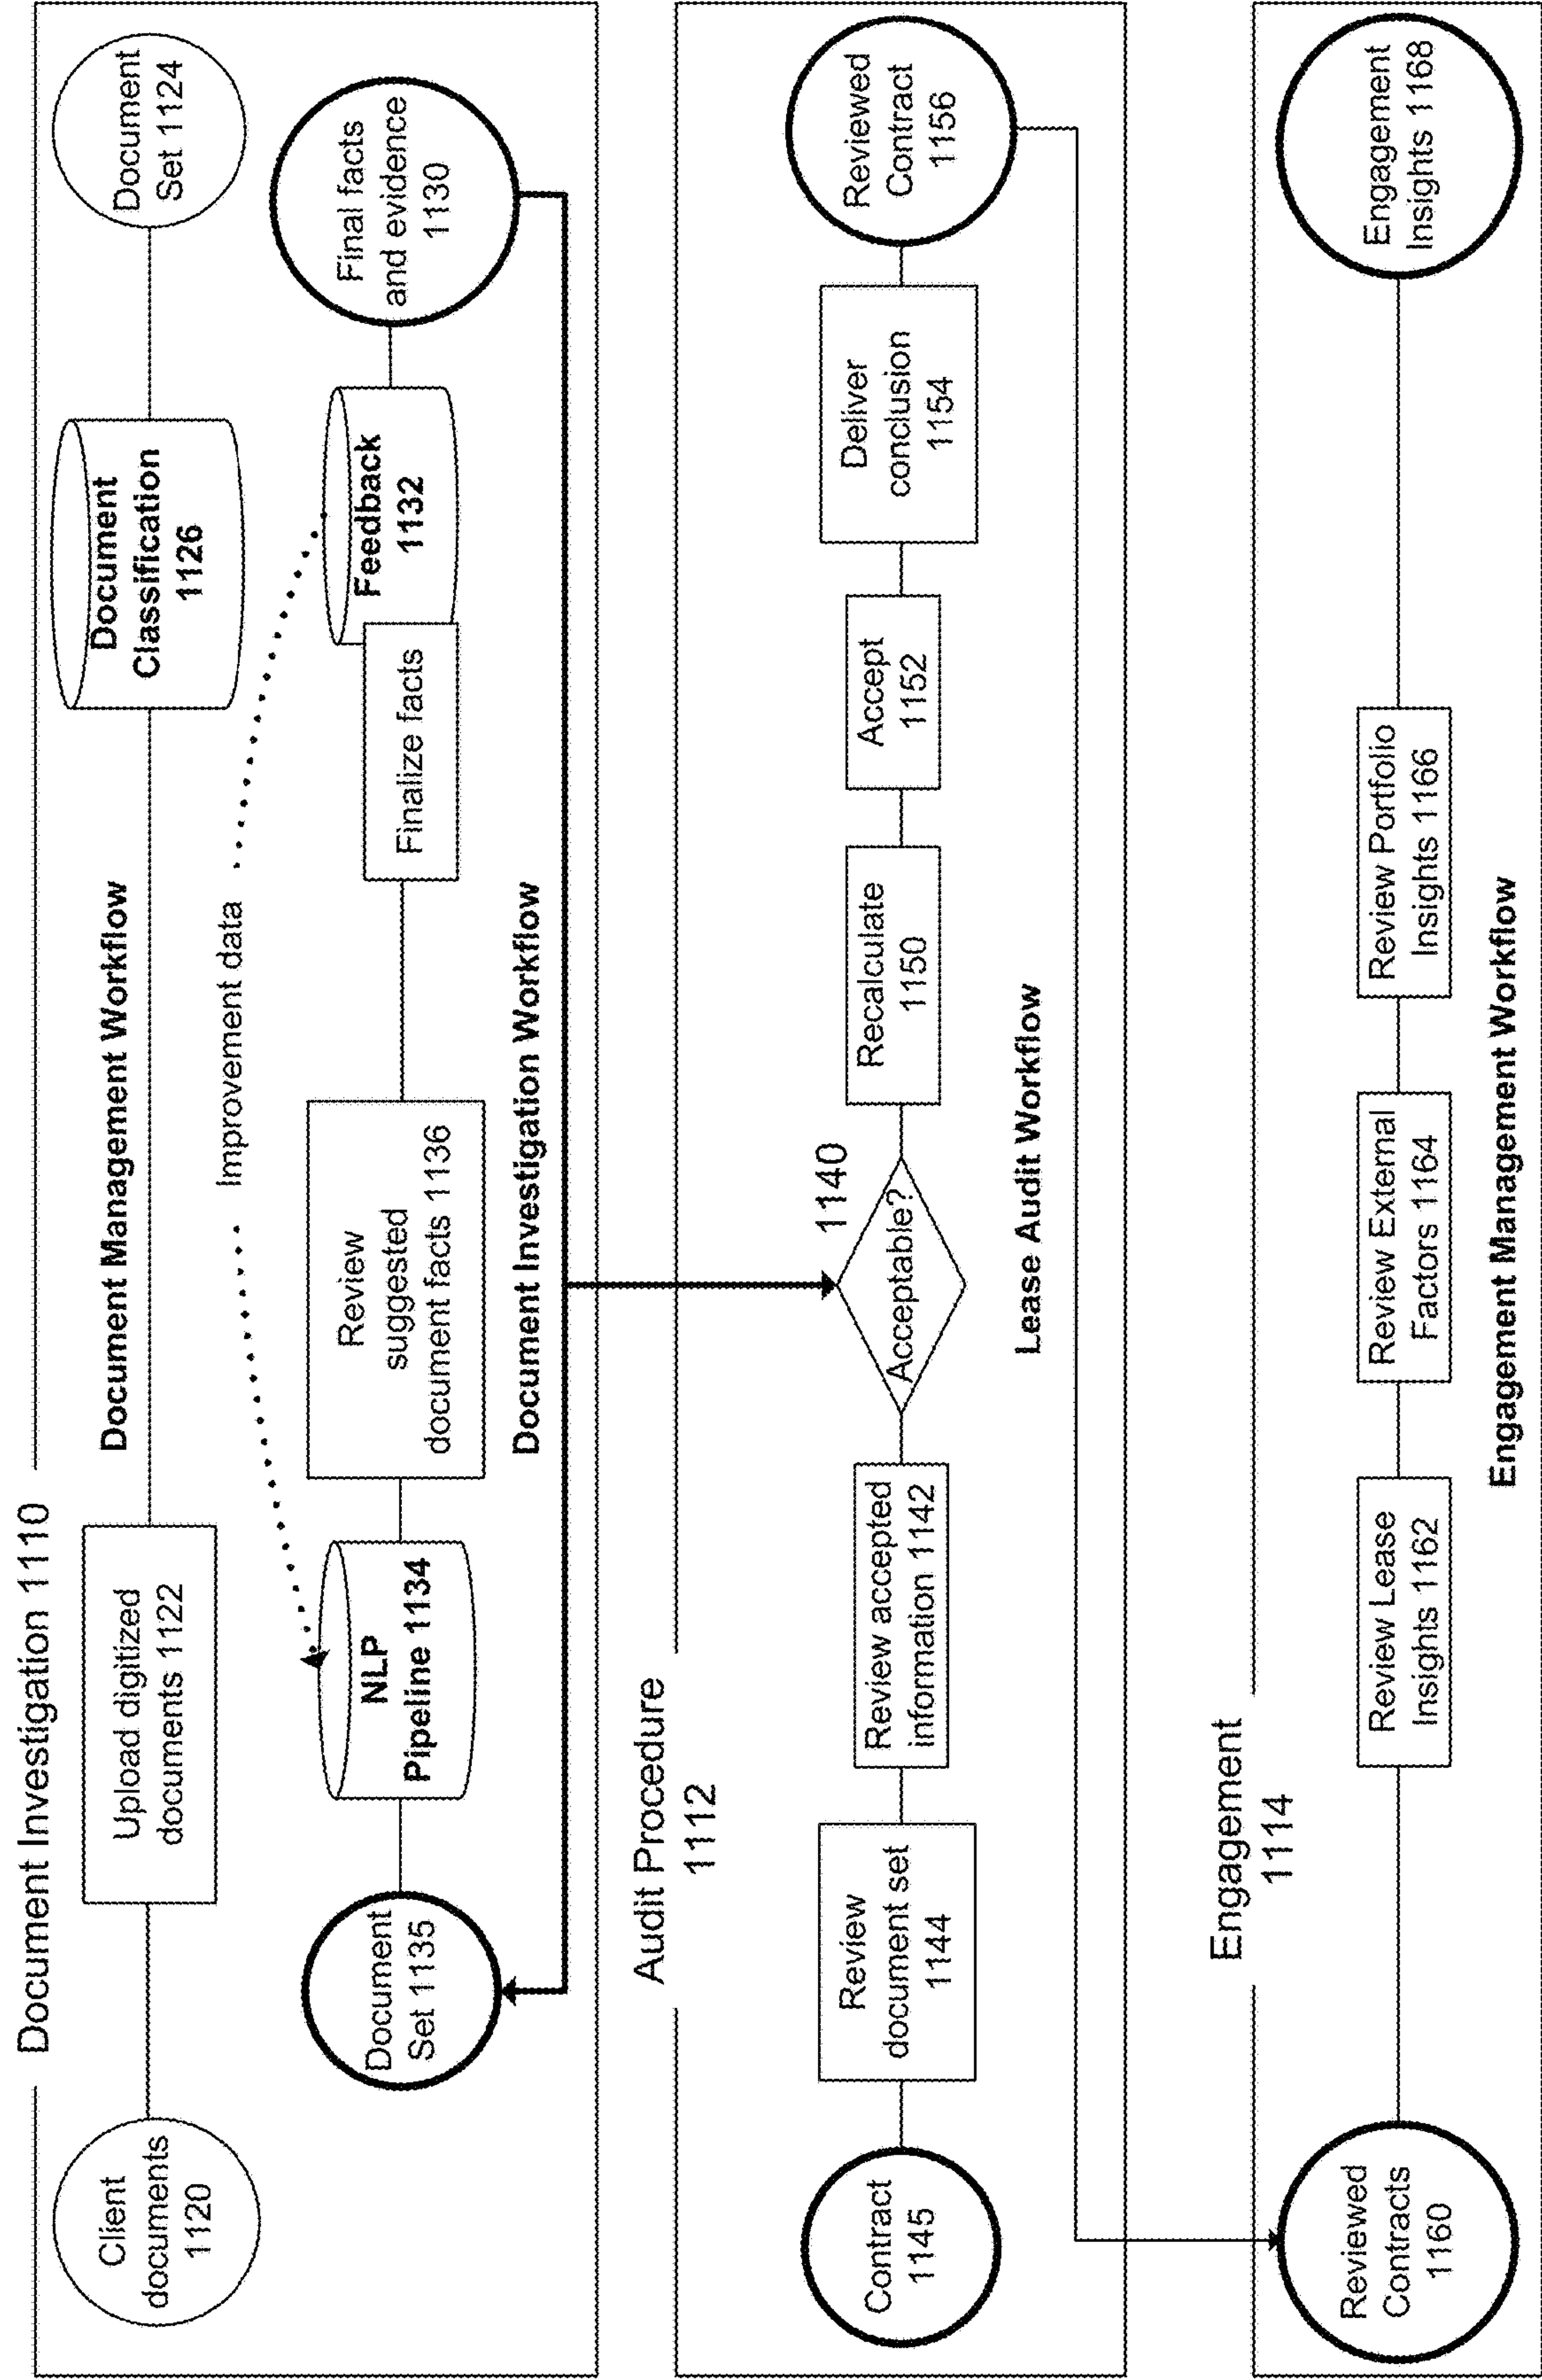 Document Investigation 1110
Client
documents
1120
Upload digitized
documents 1122
Document
Classification
1126
Document
Set 1124
Document Management Workflow
Improvement data
Document
Set 1135
NLP
Pipeline 1134
Review
suggested
document facts 1136
Finalize facts
Feedback
1132
Final facts
and evidence
1130
Document Investigation Workflow
Audit Procedure
1112
Contract
1145
Review
document set
1144
Review accepted
information 1142
Acceptable?
1140
Recalculate
1150
Accept
1152
Deliver
conclusion
1154
Reviewed
Contract
1156
Lease Audit Workflow
Engagement
1114
Reviewed
Contracts
1160
Review Lease
Insights 1162
Review External
Factors 1164
Review Portfolio
Insights 1166
Engagement
Insights 1168
Engagement Management Workflow